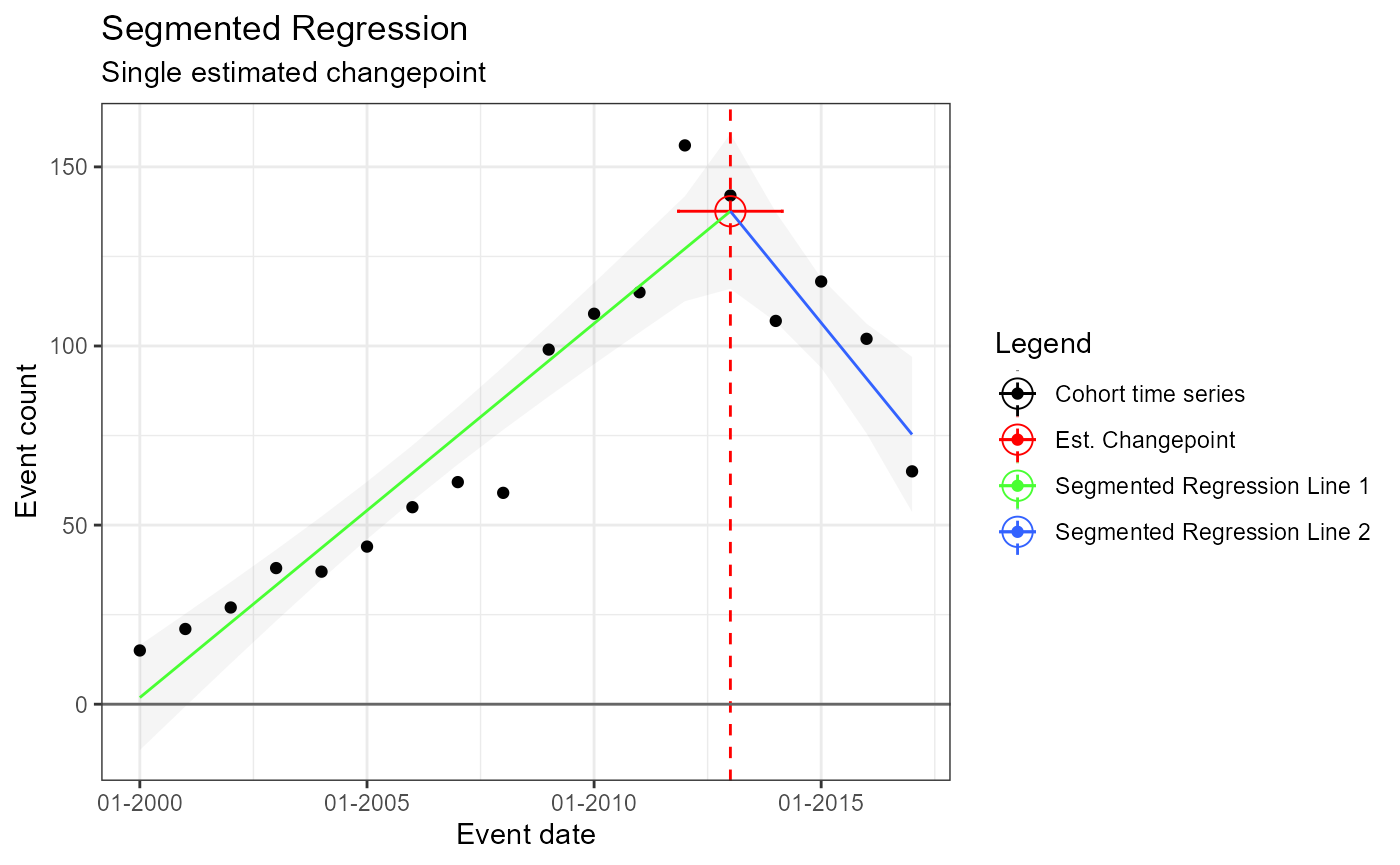 Segmented Regression
Single estimated changepoint
150
100
50
0
Event count
01-2000
01-2005
01-2010
01-2015
Event date
Legend
Cohort time series
Est. Changepoint
Segmented Regression Line 1
Segmented Regression Line 2